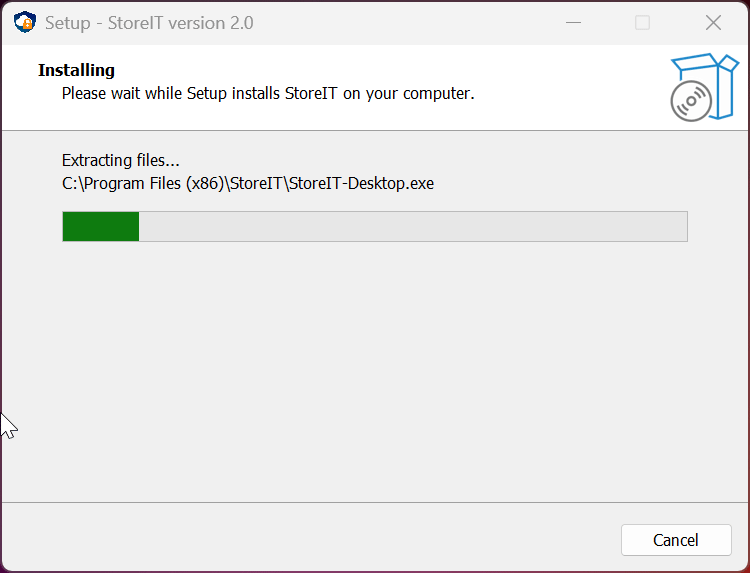 Setup - StoreIT version 2.0
Installing
Please wait while Setup installs StoreIT on your computer.
Extracting files...
C:\Program Files (x86)\StoreIT\StoreIT-Desktop.exe
Cancel